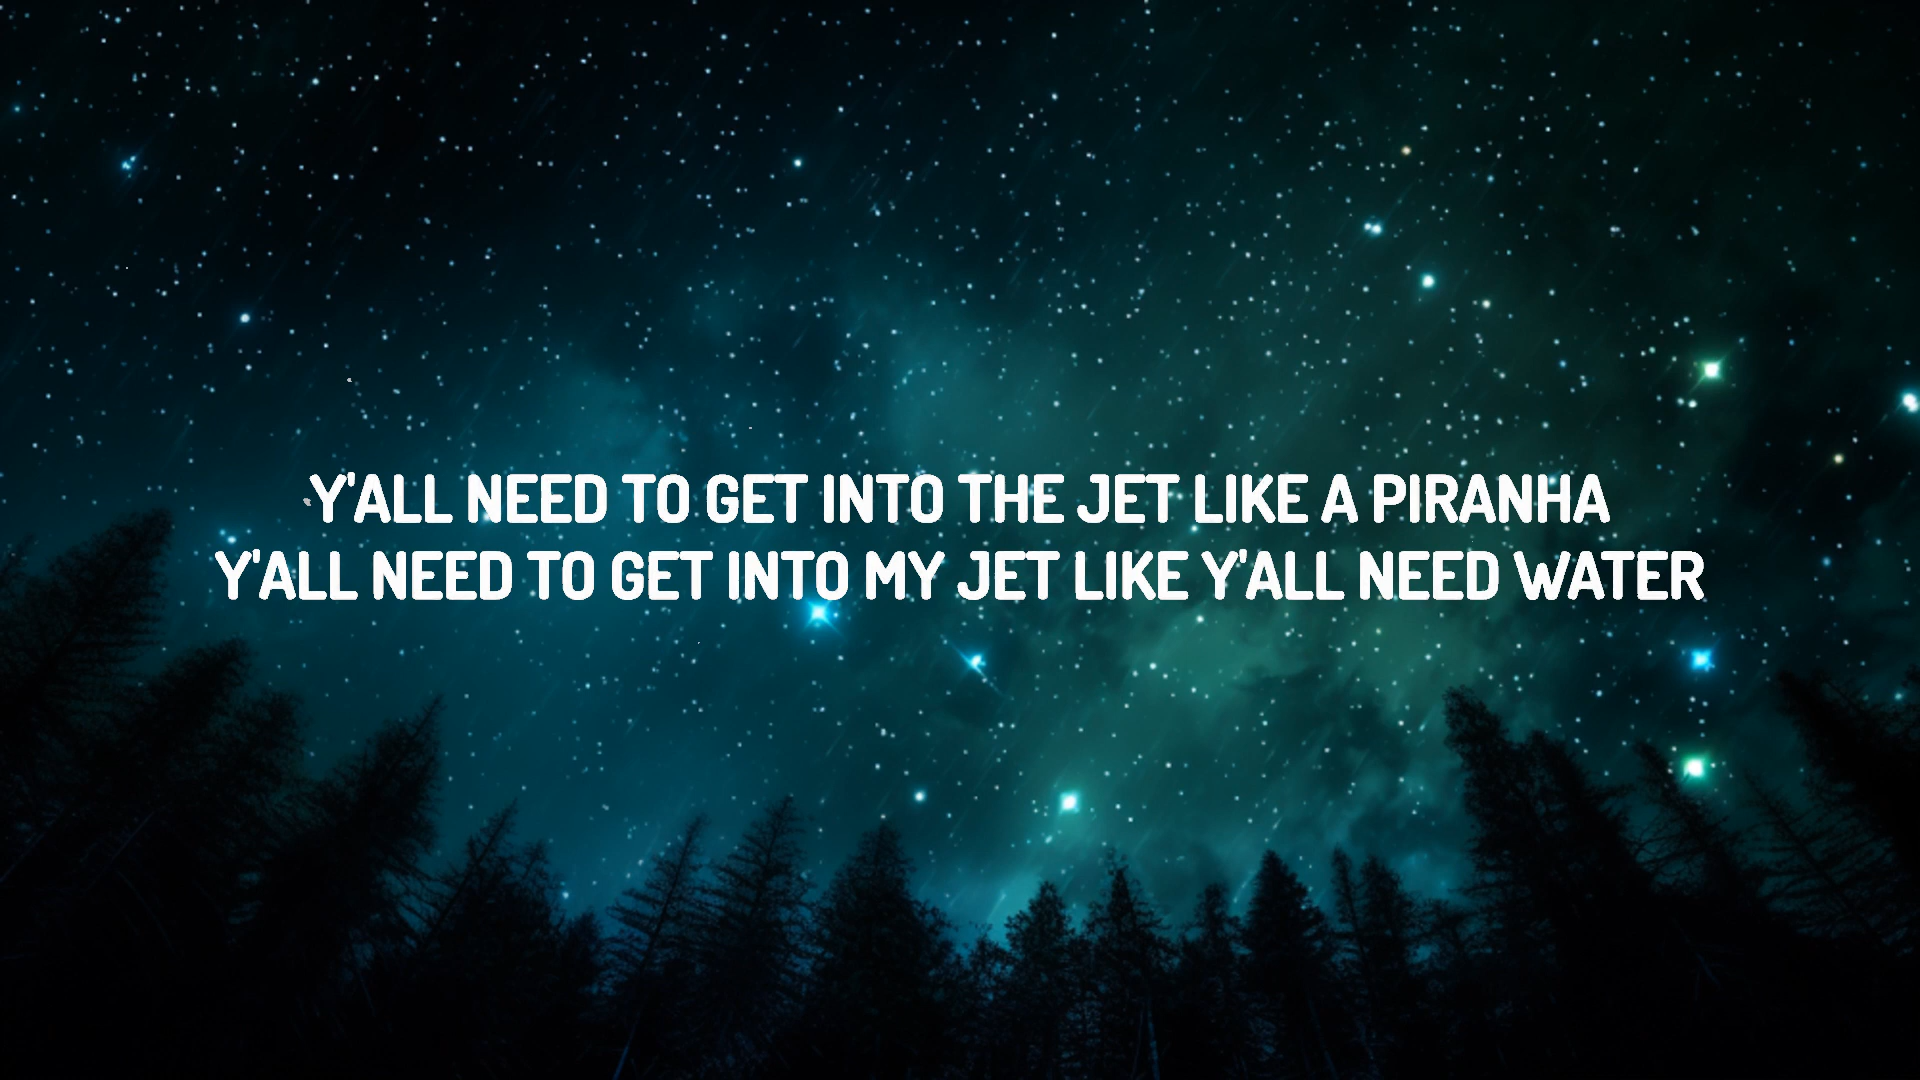 Y'ALL NEED TO GET INTO THE JET LIKE A PIRANHA
Y'ALL NEED TO GET INTO MY JET LIKE Y'ALL NEED WATER